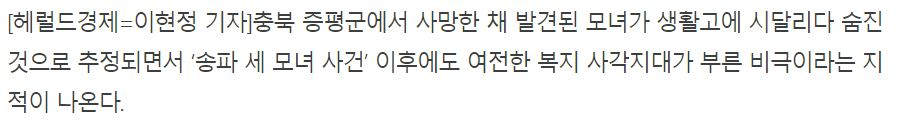 [헤럴드경제=이현정 기자]충북 증평군에서 사망한 채 발견된 모녀가 생활고에 시달리다 숨진
것으로 추정되면서 ‘송파 세 모녀 사건’ 이후에도 여전한 복지 사각지대가 부른 비극이라는 지
적이 나온다.